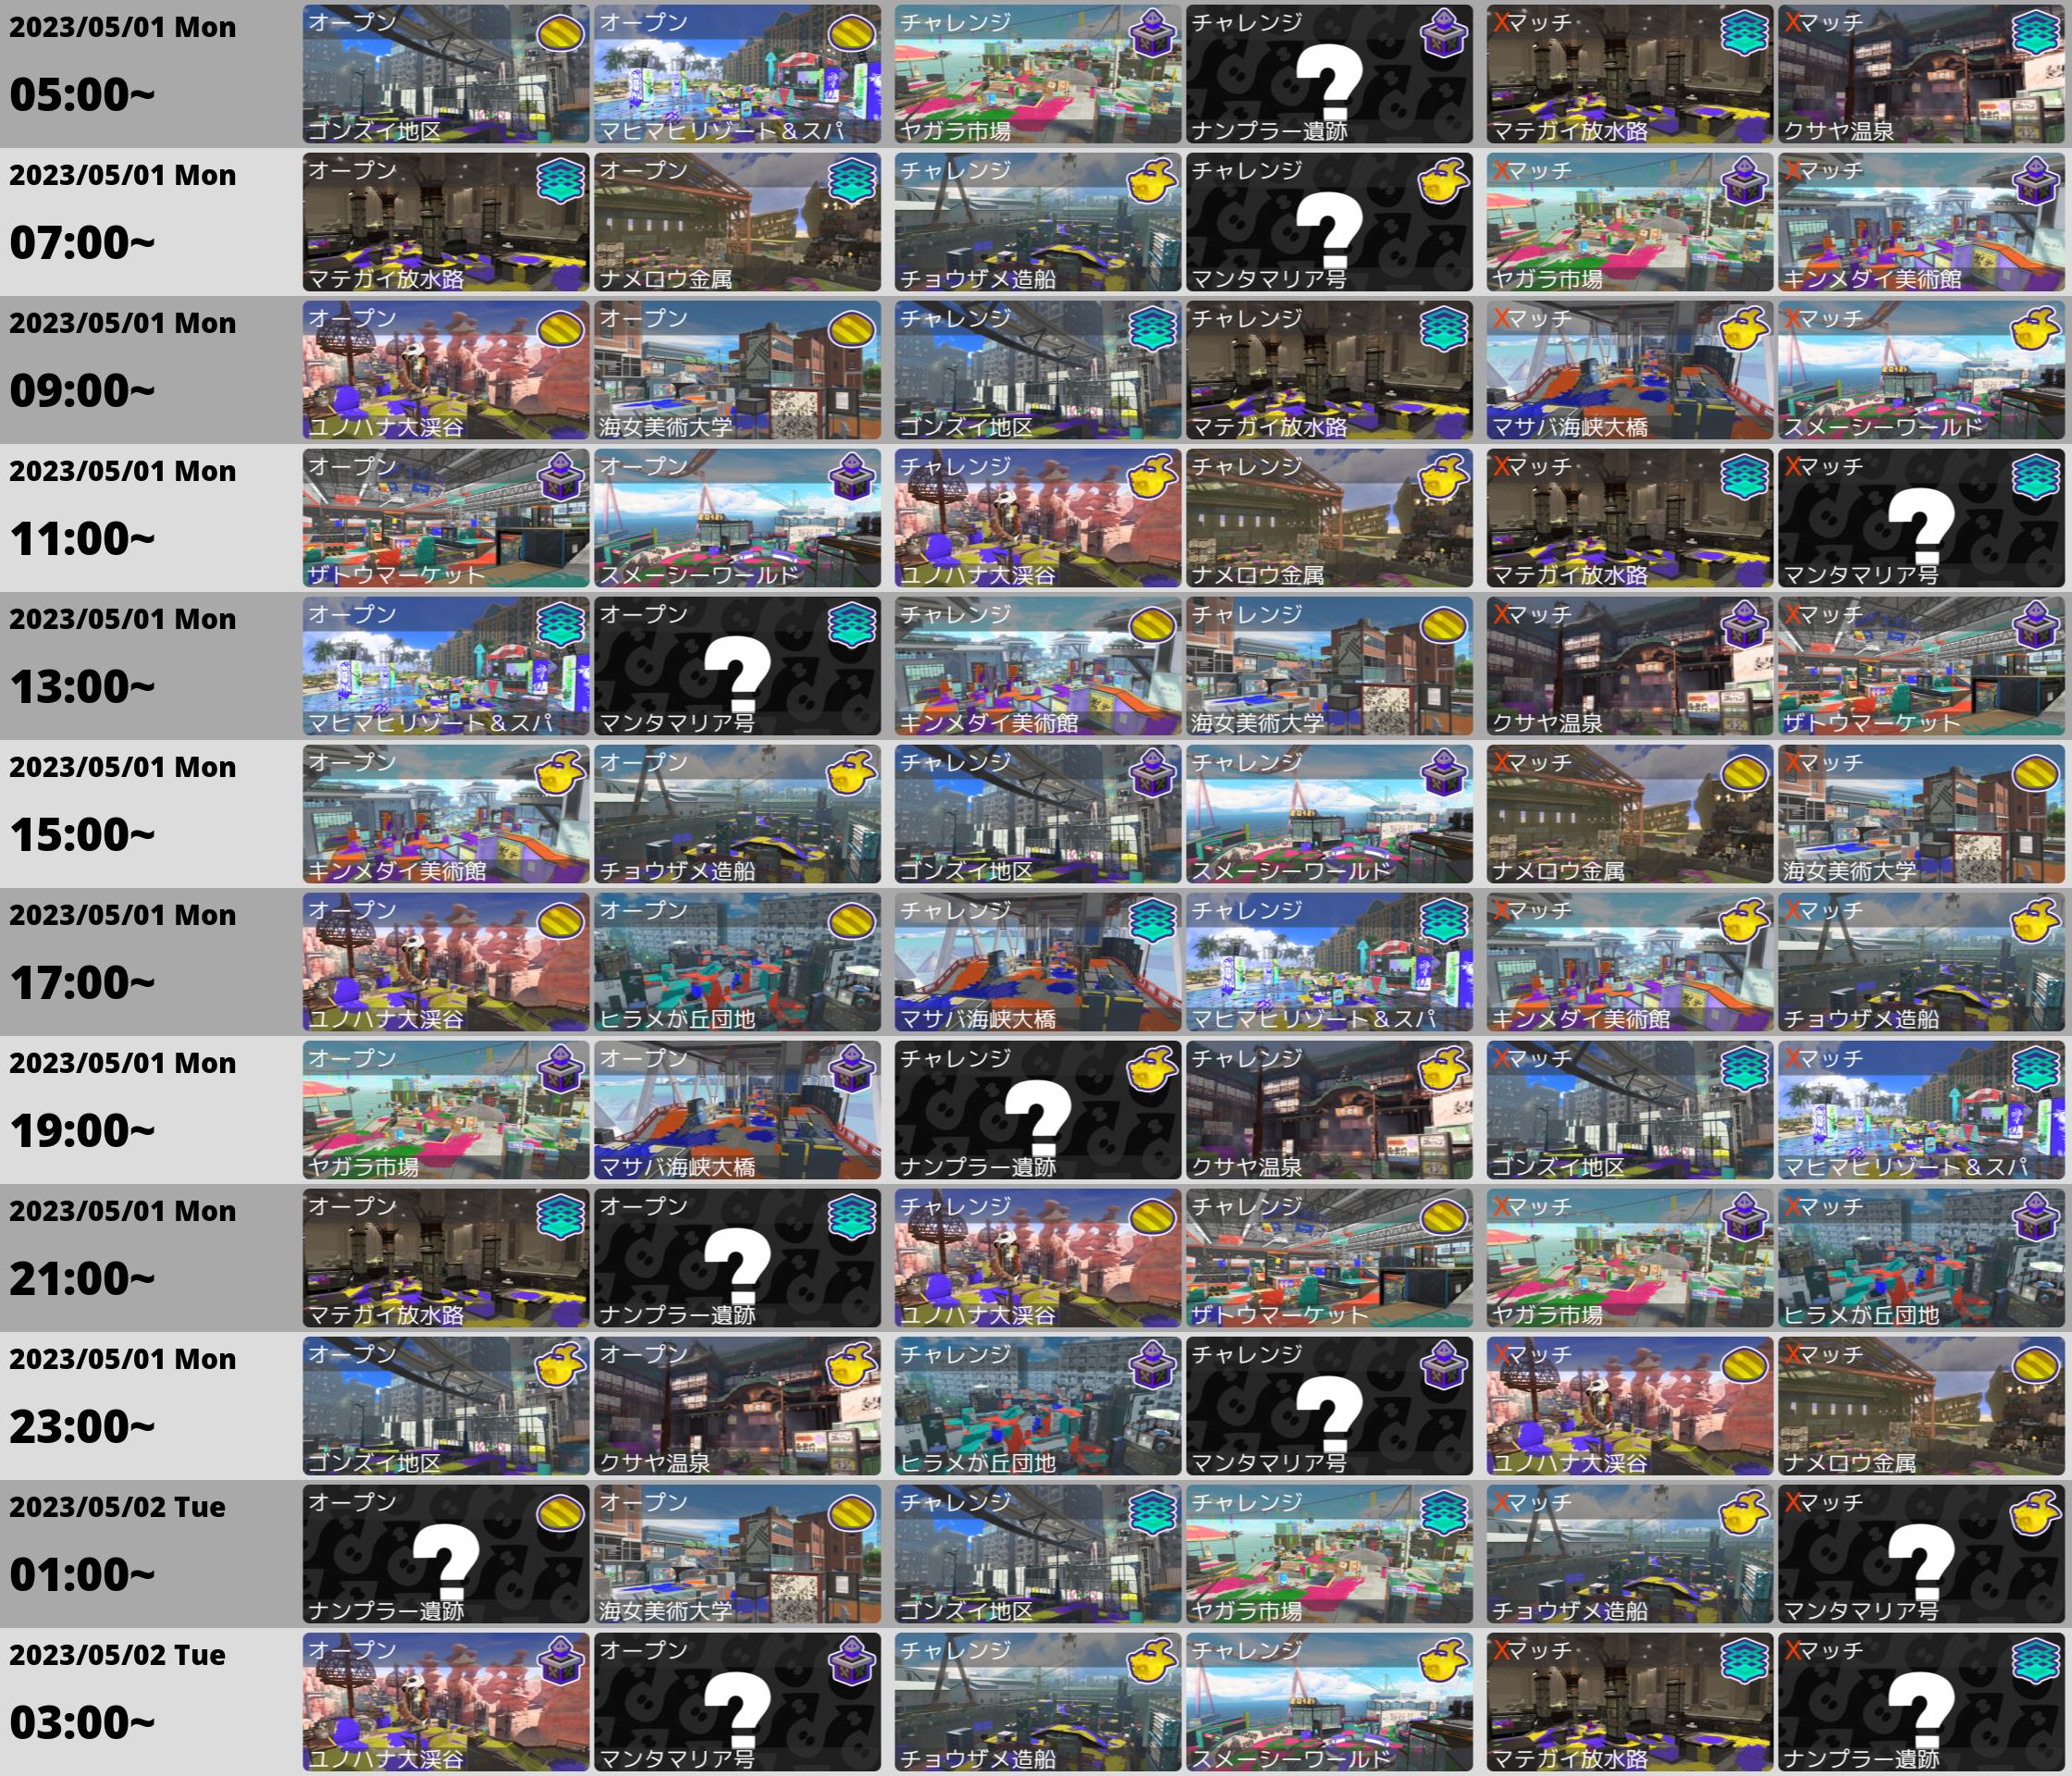 2023/05/01 Mon
05:00~
オープン
ゴンズイ地区
オープン
マヒマヒリゾート＆スパ
チャレンジ
ヤガラ市場
チャレンジ
ナンプラー遺跡
Xマッチ
マテガイ放水路
Xマッチ
クサヤ温泉
2023/05/01 Mon
07:00~
オープン
マテガイ放水路
オープン
ナメロウ金属
チャレンジ
チョウザメ造船
チャレンジ
マンタマリア号
Xマッチ
ヤガラ市場
Xマッチ
キンメダイ美術館
2023/05/01 Mon
09:00~
オープン
ユノハナ大渓谷
オープン
海女美術大学
チャレンジ
ゴンズイ地区
チャレンジ
マテガイ放水路
Xマッチ
マサバ海峡大橋
Xマッチ
スメーシーワールド
2023/05/01 Mon
11:00~
オープン
ザトウマーケット
オープン
スメーシーワールド
チャレンジ
ユノハナ大渓谷
チャレンジ
ナメロウ金属
Xマッチ
マテガイ放水路
Xマッチ
マンタマリア号
2023/05/01 Mon
13:00~
オープン
マヒマヒリゾート＆スパ
オープン
マンタマリア号
チャレンジ
キンメダイ美術館
チャレンジ
海女美術大学
Xマッチ
クサヤ温泉
Xマッチ
ザトウマーケット
2023/05/01 Mon
15:00~
オープン
キンメダイ美術館
オープン
チョウザメ造船
チャレンジ
ゴンズイ地区
チャレンジ
スメーシーワールド
Xマッチ
ナメロウ金属
Xマッチ
海女美術大学
2023/05/01 Mon
17:00~
オープン
ユノハナ大渓谷
オープン
ヒラメが丘団地
チャレンジ
マサバ海峡大橋
チャレンジ
マヒマヒリゾート＆スパ
Xマッチ
キンメダイ美術館
Xマッチ
チョウザメ造船
2023/05/01 Mon
19:00~
オープン
ヤガラ市場
オープン
マサバ海峡大橋
チャレンジ
ナンプラー遺跡
チャレンジ
クサヤ温泉
Xマッチ
ゴンズイ地区
Xマッチ
マヒマヒリゾート＆スパ
2023/05/01 Mon
21:00~
オープン
マテガイ放水路
オープン
ナンプラー遺跡
チャレンジ
ユノハナ大渓谷
チャレンジ
ザトウマーケット
Xマッチ
ヤガラ市場
Xマッチ
ヒラメが丘団地
2023/05/01 Mon
23:00~
オープン
ゴンズイ地区
オープン
クサヤ温泉
チャレンジ
ヒラメが丘団地
チャレンジ
マンタマリア号
Xマッチ
ユノハナ大渓谷
Xマッチ
ナメロウ金属
2023/05/02 Tue
01:00~
オープン
ナンプラー遺跡
オープン
海女美術大学
チャレンジ
ゴンズイ地区
チャレンジ
ヤガラ市場
Xマッチ
チョウザメ造船
Xマッチ
マンタマリア号
2023/05/02 Tue
03:00~
オープン
ユノハナ大渓谷
オープン
マンタマリア号
チャレンジ
チョウザメ造船
チャレンジ
スメーシーワールド
Xマッチ
マテガイ放水路
Xマッチ
ナンプラー遺跡